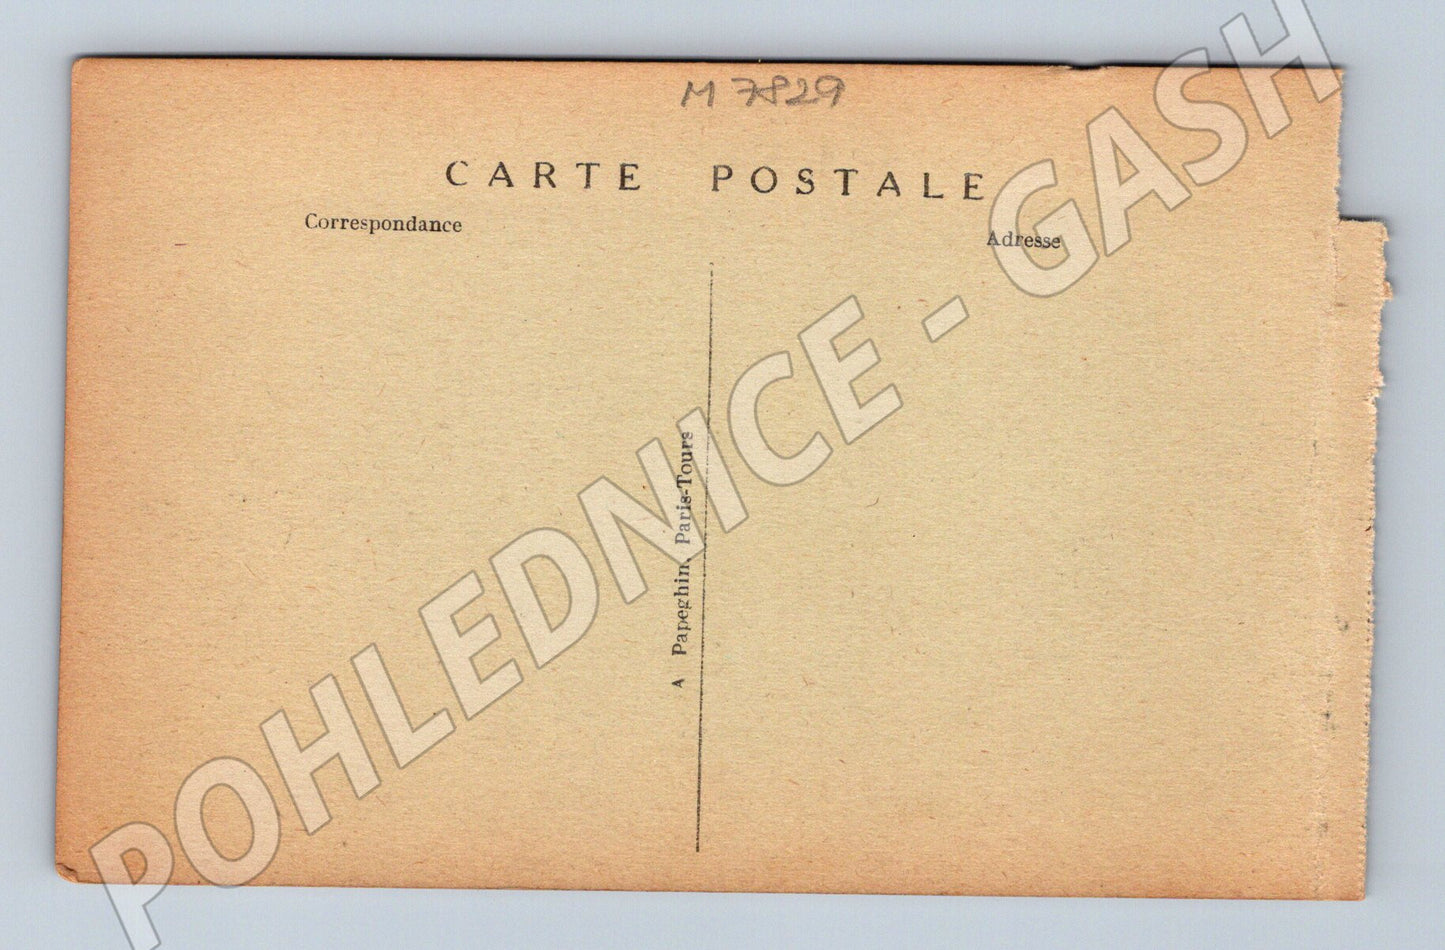 M 7829
CARTE POSTALE
Correspondance
Adresse
A Papeghin, Paris-Tours
POHLEDNICE - GASH